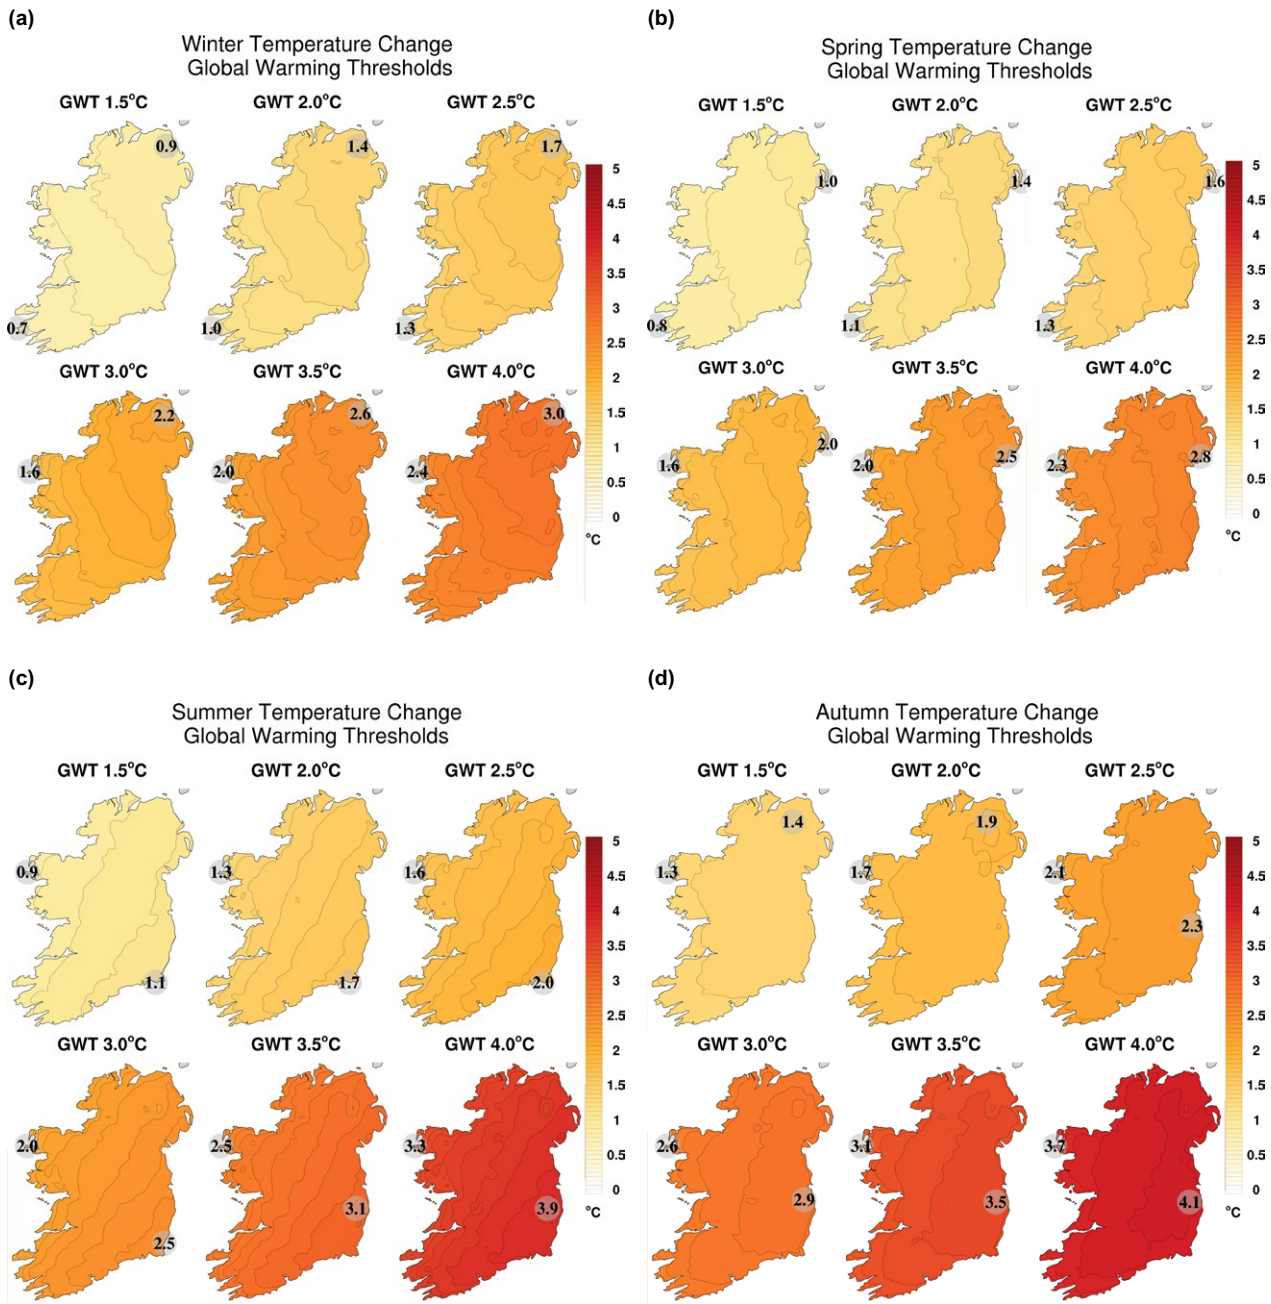 (a)
Winter Temperature Change
Global Warming Thresholds
GWT 1.5°C GWT 2.0°C GWT 2.5°C
0.9 1.4 1.7
0.7 1.0 1.3
GWT 3.0°C GWT 3.5°C GWT 4.0°C
2.2 2.6 3.0
1.6 2.0 2.4
5
4.5
4
3.5
3
2.5
2
1.5
1
0.5
0
°C
(b)
Spring Temperature Change
Global Warming Thresholds
GWT 1.5°C GWT 2.0°C GWT 2.5°C
1.0 1.4 1.6
0.8 1.1 1.3
GWT 3.0°C GWT 3.5°C GWT 4.0°C
2.0 2.5 2.8
1.6 2.0 2.3
5
4.5
4
3.5
3
2.5
2
1.5
1
0.5
0
°C
(c)
Summer Temperature Change
Global Warming Thresholds
GWT 1.5°C GWT 2.0°C GWT 2.5°C
0.9 1.3 1.6
1.1 1.7 2.0
GWT 3.0°C GWT 3.5°C GWT 4.0°C
2.0 2.5 3.3
2.5 3.1 3.9
5
4.5
4
3.5
3
2.5
2
1.5
1
0.5
0
°C
(d)
Autumn Temperature Change
Global Warming Thresholds
GWT 1.5°C GWT 2.0°C GWT 2.5°C
1.4 1.9
1.3 1.7 2.1
2.3
GWT 3.0°C GWT 3.5°C GWT 4.0°C
2.6 3.1 3.7
2.9 3.5 4.1
5
4.5
4
3.5
3
2.5
2
1.5
1
0.5
0
°C